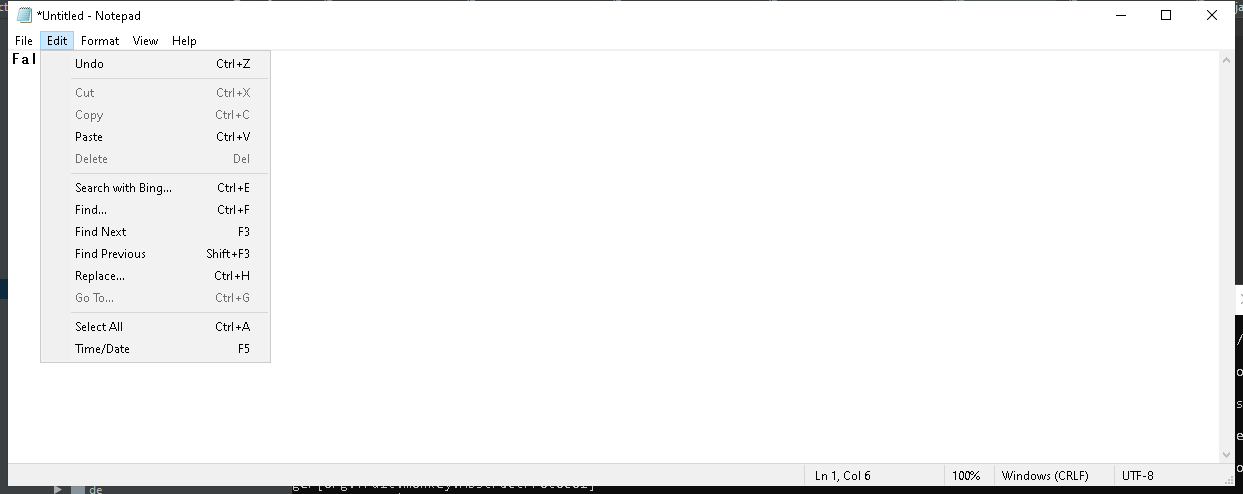 *Untitled - Notepad
File Edit Format View Help
Fal
Undo Ctrl+Z
Cut Ctrl+X
Copy Ctrl+C
Paste Ctrl+V
Delete Del
Search with Bing... Ctrl+E
Find... Ctrl+F
Find Next F3
Find Previous Shift+F3
Replace... Ctrl+H
Go To... Ctrl+G
Select All Ctrl+A
Time/Date F5
Ln 1, Col 6 100% Windows (CRLF) UTF-8
de